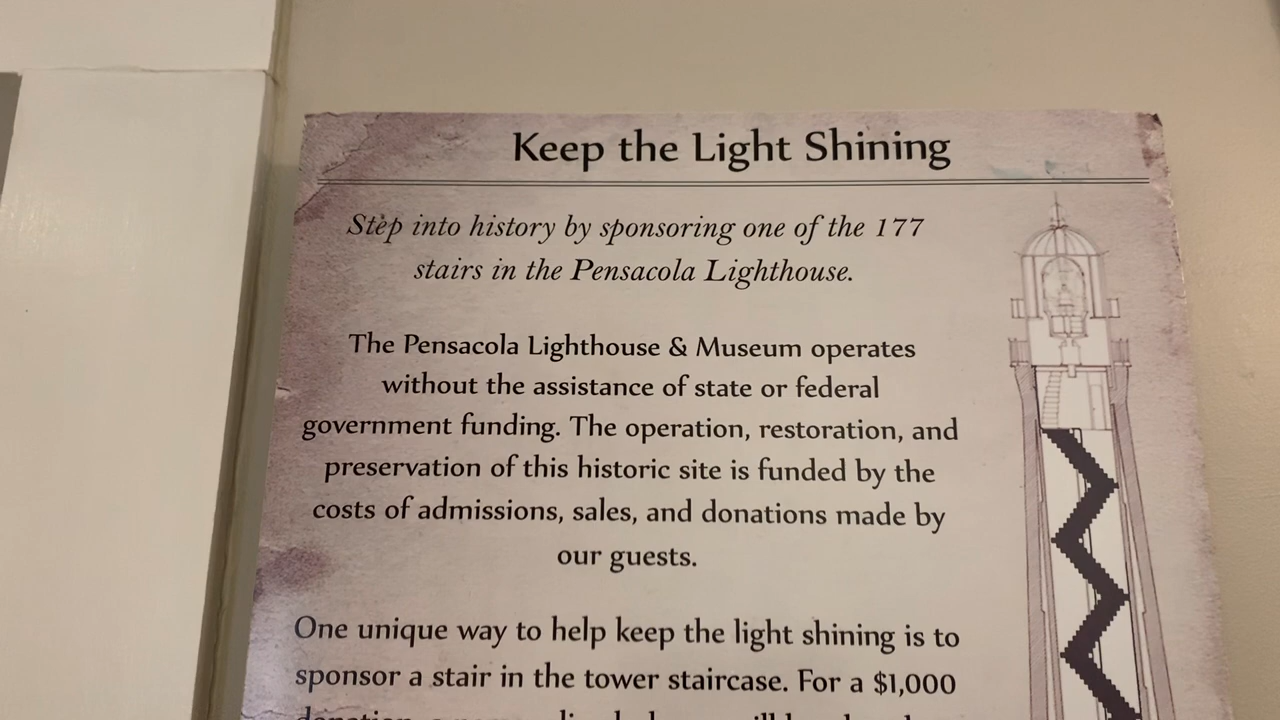 Keep the Light Shining
Step into history by sponsoring one of the 177
stairs in the Pensacola Lighthouse.
The Pensacola Lighthouse & Museum operates
without the assistance of state or federal
government funding. The operation, restoration, and
preservation of this historic site is funded by the
costs of admissions, sales, and donations made by
our guests.
One unique way to help keep the light shining is to
sponsor a stair in the tower staircase. For a $1,000